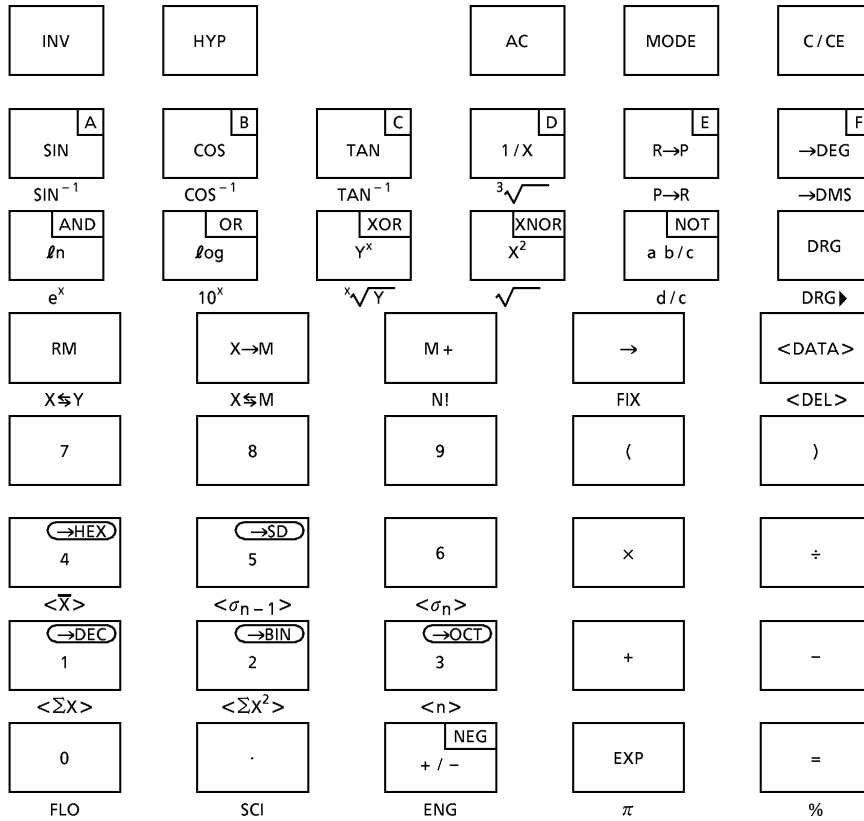 INV HYP AC MODE C/CE
A B C D E F
SIN COS TAN 1/X R→P →DEG
SIN⁻¹ COS⁻¹ TAN⁻¹ ³√ P→R →DMS
AND OR XOR XNOR NOT
ℓn ℓog Yˣ X² a b/c DRG
eˣ 10ˣ ˣ√Y √ d/c DRG▶
RM X→M M+ → <DATA>
X⇆Y X⇆M N! FIX <DEL>
7 8 9 ( )
→HEX →SD
4 5 6 × ÷
<X̅> <σn−1> <σn>
→DEC →BIN →OCT
1 2 3 + −
<ΣX> <ΣX²> <n>
NEG
0 · +/− EXP =
FLO SCI ENG π %